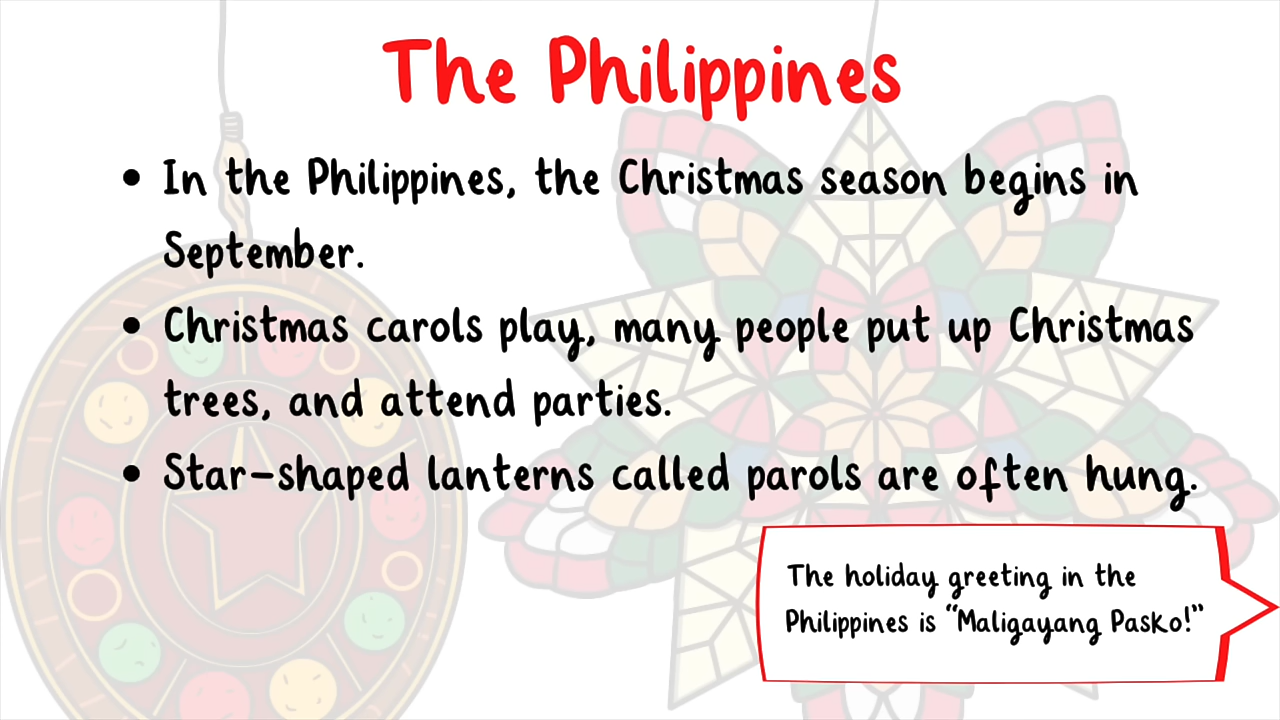 The Philippines
• In the Philippines, the Christmas season begins in
September.
• Christmas carols play, many people put up Christmas
trees, and attend parties.
• Star-shaped lanterns called parols are often hung.
The holiday greeting in the
Philippines is “Maligayang Pasko!”